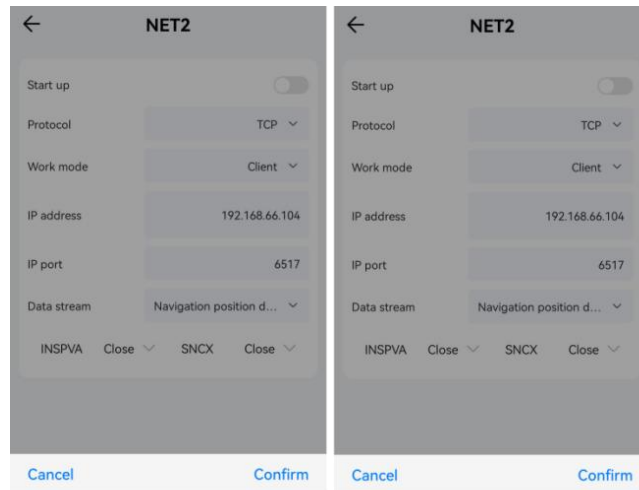 NET2
Start up
Protocol TCP
Work mode Client
IP address 192.168.66.104
IP port 6517
Data stream Navigation position d...
INSPVA Close SNCX Close
Cancel Confirm
NET2
Start up
Protocol TCP
Work mode Client
IP address 192.168.66.104
IP port 6517
Data stream Navigation position d...
INSPVA Close SNCX Close
Cancel Confirm